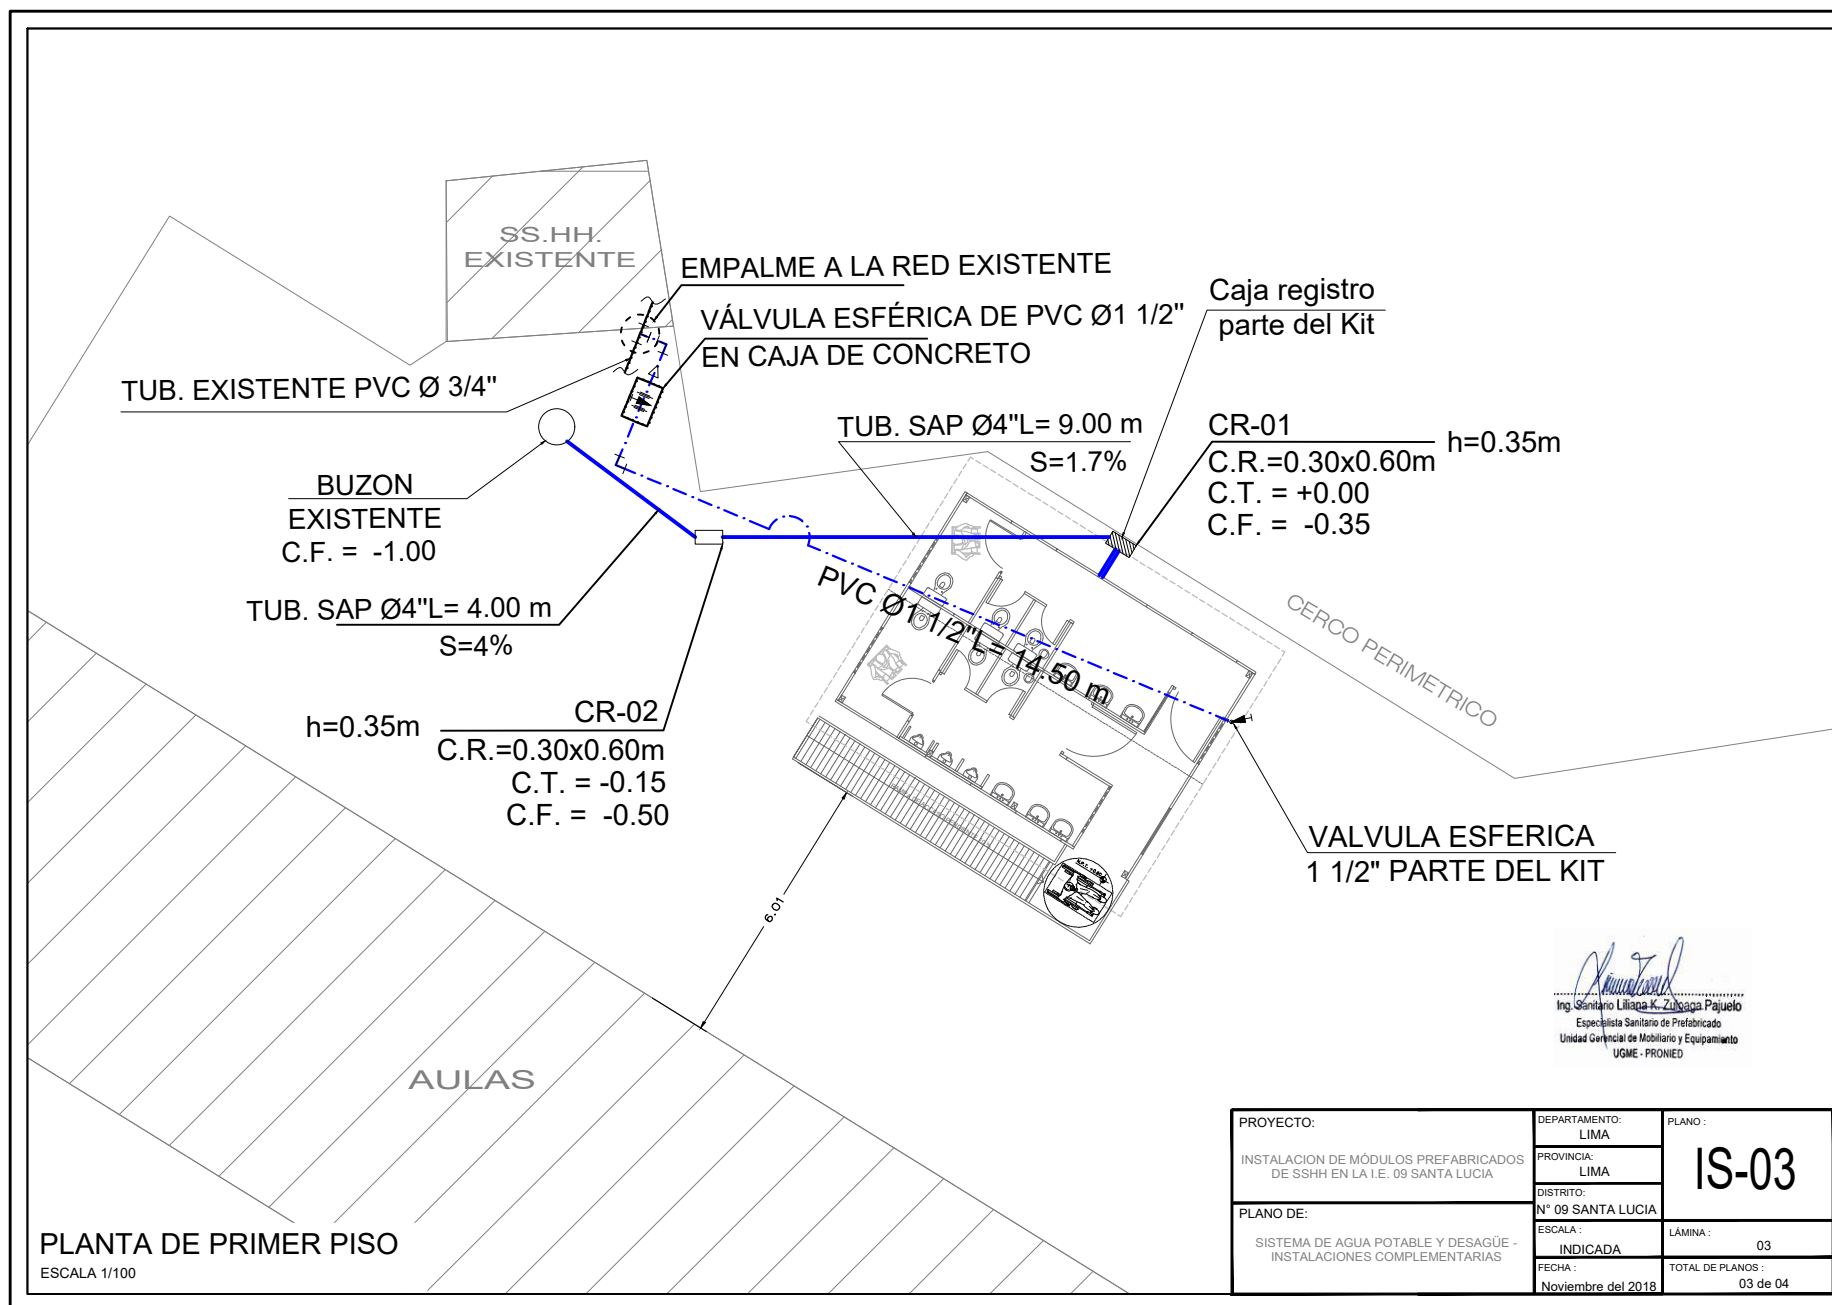 SS.HH.
EXISTENTE
EMPALME A LA RED EXISTENTE
VÁLVULA ESFÉRICA DE PVC Ø1 1/2"
EN CAJA DE CONCRETO
Caja registro
parte del Kit
TUB. EXISTENTE PVC Ø 3/4"
TUB. SAP Ø4"L= 9.00 m
S=1.7%
CR-01
h=0.35m
C.R.=0.30x0.60m
C.T. = +0.00
C.F. = -0.35
BUZON
EXISTENTE
C.F. = -1.00
PVC Ø1 1/2"L= 14.50 m
CERCO PERIMETRICO
TUB. SAP Ø4"L= 4.00 m
S=4%
h=0.35m
CR-02
C.R.=0.30x0.60m
C.T. = -0.15
C.F. = -0.50
VALVULA ESFERICA
1 1/2" PARTE DEL KIT
6.01
AULAS
Ing. Sanitario Liliana K. Zuloaga Pajuelo
Especialista Sanitario de Prefabricado
Unidad Gerencial de Mobiliario y Equipamiento
UGME - PRONIED
PROYECTO:
INSTALACION DE MÓDULOS PREFABRICADOS
DE SSHH EN LA I.E. 09 SANTA LUCIA
PLANO DE:
SISTEMA DE AGUA POTABLE Y DESAGÜE -
INSTALACIONES COMPLEMENTARIAS
DEPARTAMENTO:
LIMA
PROVINCIA:
LIMA
DISTRITO:
N° 09 SANTA LUCIA
ESCALA :
INDICADA
FECHA :
Noviembre del 2018
PLANO :
IS-03
LÁMINA :
03
TOTAL DE PLANOS :
03 de 04
PLANTA DE PRIMER PISO
ESCALA 1/100